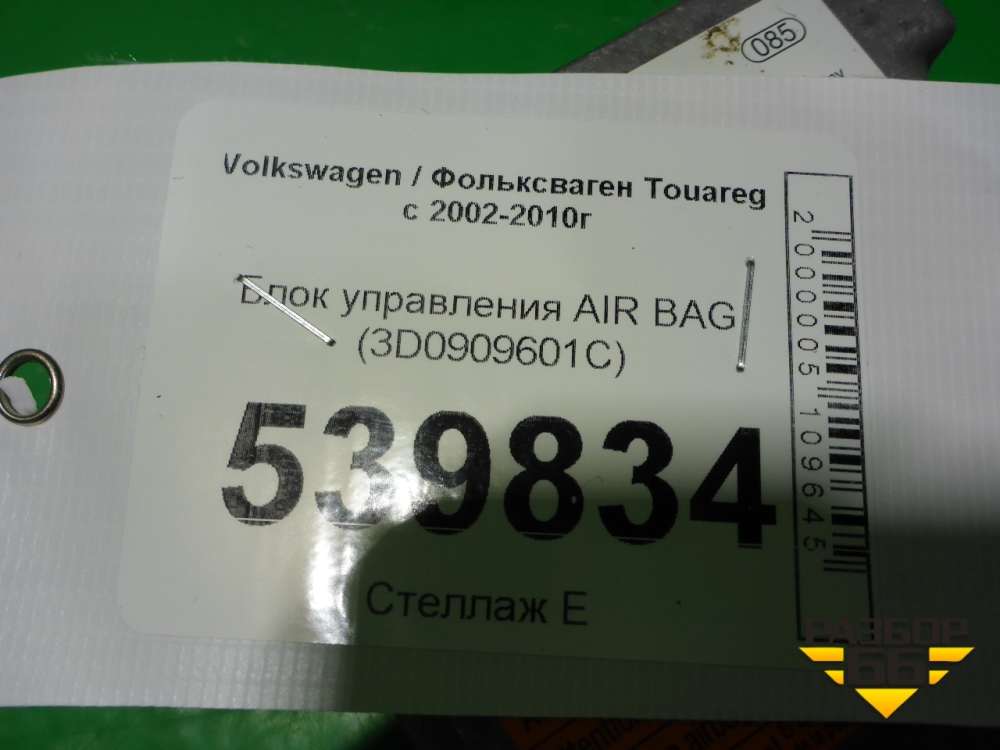 085
Volkswagen / Фольксваген Touareg
с 2002-2010г
Блок управления AIR BAG
(3D0909601C)
539834
Стеллаж Е
2000005109645
РАЗБОР
66